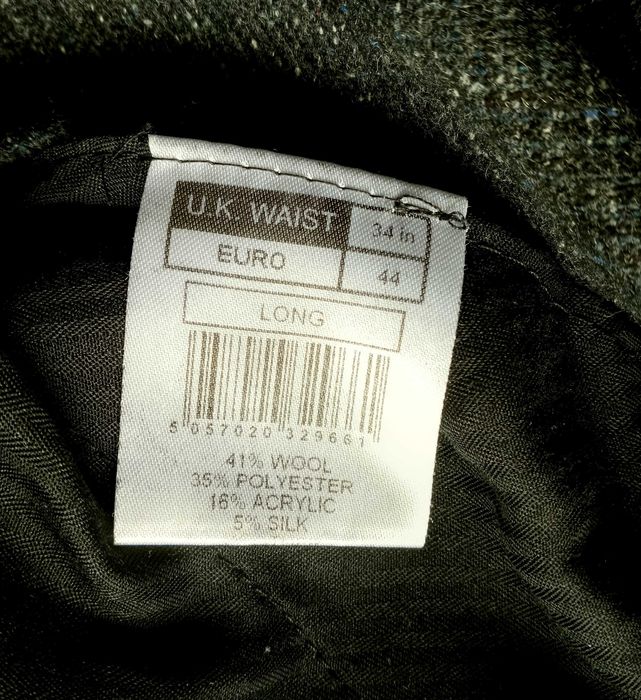 U.K. WAIST 34 in
EURO 44
LONG
5 057020 329661
41% WOOL
35% POLYESTER
16% ACRYLIC
5% SILK